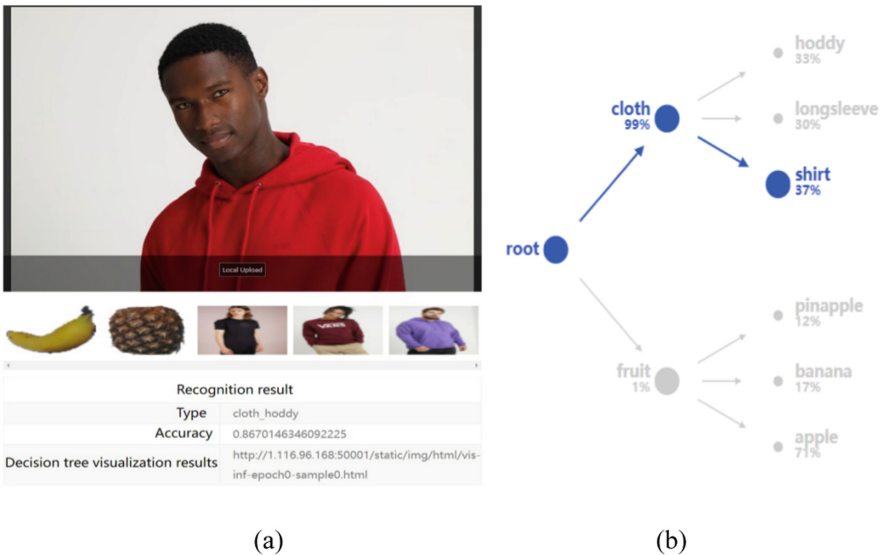 Local Upload
VANS
Recognition result
Type cloth_hoddy
Accuracy 0.8670146346092225
Decision tree visualization results http://1.116.96.168:50001/static/img/html/vis-
inf-epoch0-sample0.html
(a)
hoddy
33%
cloth
99%
longsleeve
30%
shirt
37%
root
pinapple
12%
fruit
1%
banana
17%
apple
71%
(b)